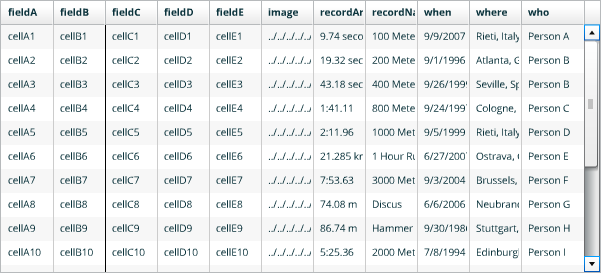 fieldA fieldB fieldC fieldD fieldE image recordAr recordNa when where who
cellA1 cellB1 cellC1 cellD1 cellE1 ../../../../ 9.74 seco 100 Mete 9/9/2007 Rieti, Italy Person A
cellA2 cellB2 cellC2 cellD2 cellE2 ../../../../ 19.32 sec 200 Mete 9/1/1996 Atlanta, G Person B
cellA3 cellB3 cellC3 cellD3 cellE3 ../../../../ 43.18 sec 400 Mete 9/26/199 Seville, Sp Person B
cellA4 cellB4 cellC4 cellD4 cellE4 ../../../../ 1:41.11 800 Mete 9/24/199 Cologne, Person C
cellA5 cellB5 cellC5 cellD5 cellE5 ../../../../ 2:11.96 1000 Met 9/5/1999 Rieti, Italy Person D
cellA6 cellB6 cellC6 cellD6 cellE6 ../../../../ 21.285 kr 1 Hour Ru 6/27/200 Ostrava, Person E
cellA7 cellB7 cellC7 cellD7 cellE7 ../../../../ 7:53.63 3000 Met 9/3/2004 Brussels, Person F
cellA8 cellB8 cellC8 cellD8 cellE8 ../../../../ 74.08 m Discus 6/6/2006 Neubran Person G
cellA9 cellB9 cellC9 cellD9 cellE9 ../../../../ 86.74 m Hammer 9/30/198 Stuttgart, Person H
cellA10 cellB10 cellC10 cellD10 cellE10 ../../../../ 5:25.36 2000 Met 7/8/1994 Edinburgl Person I